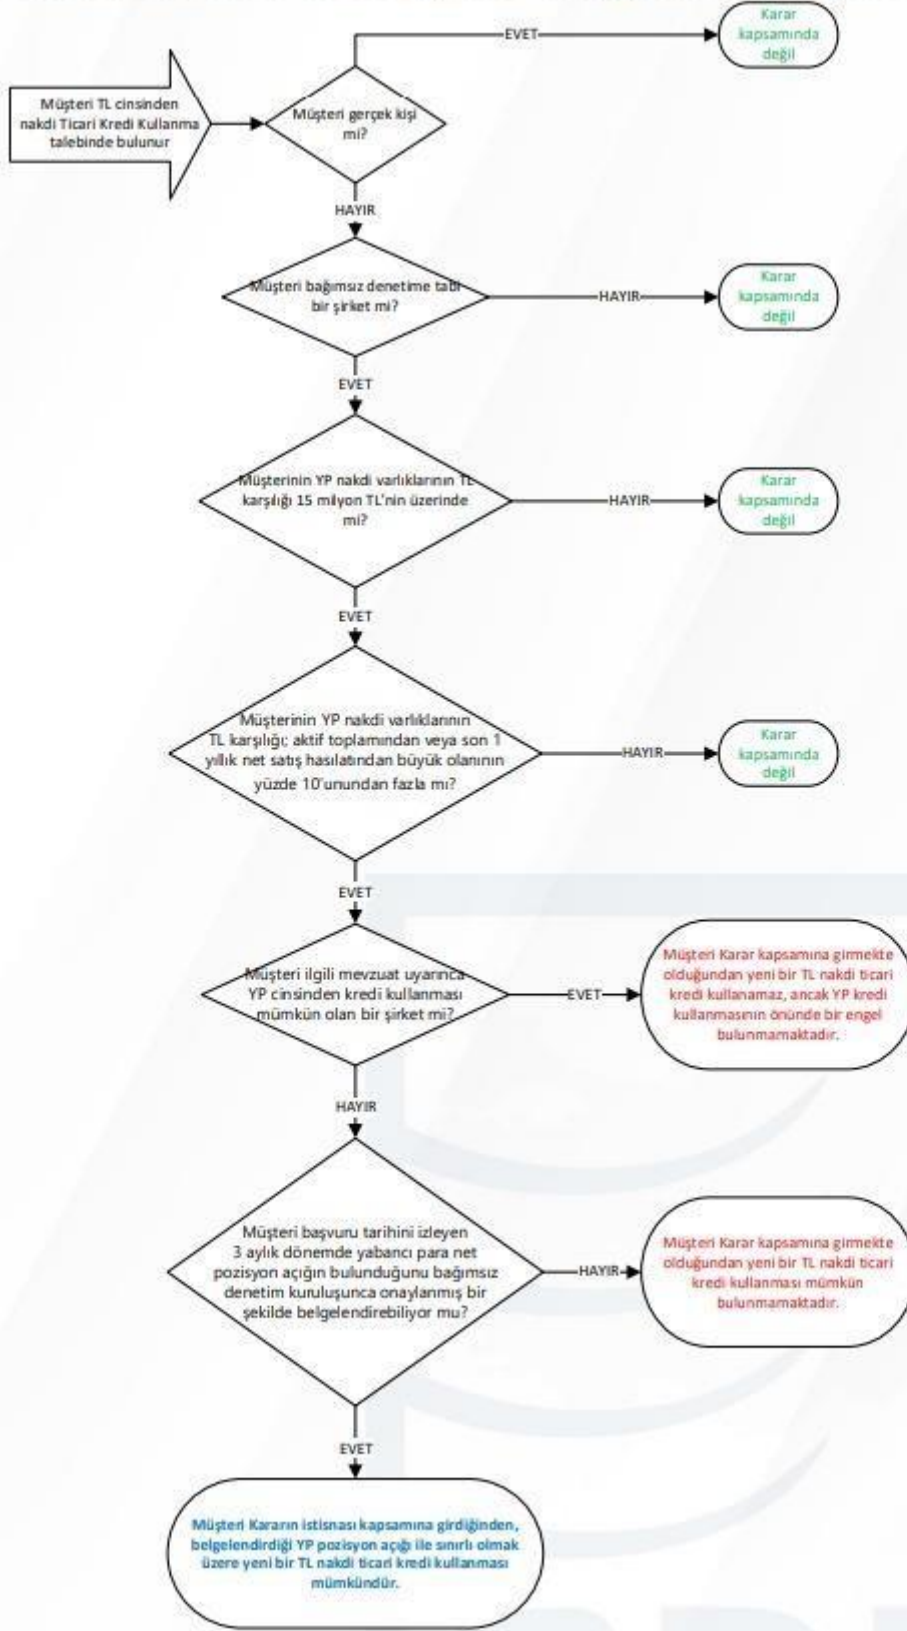 EVET
Karar
kapsamında
değil
Müşteri TL cinsinden
nakdi Ticari Kredi Kullanma
talebinde bulunur
Müşteri gerçek kişi
mi?
HAYIR
Müşteri bağımsız denetime tabi
bir şirket mi?
HAYIR
Karar
kapsamında
değil
EVET
Müşterinin YP nakdi varlıklarının TL
karşılığı 15 milyon TL'nin üzerinde
mi?
HAYIR
Karar
kapsamında
değil
EVET
Müşterinin YP nakdi varlıklarının
TL karşılığı; aktif toplamından veya son 1
yıllık net satış hasılatından büyük olanının
yüzde 10'unundan fazla mı?
HAYIR
Karar
kapsamında
değil
EVET
Müşteri ilgili mevzuat uyarınca
YP cinsinden kredi kullanması
mümkün olan bir şirket mi?
EVET
Müşteri Karar kapsamına girmekte
olduğundan yeni bir TL nakdi ticari
kredi kullanamaz, ancak YP kredi
kullanmasının önünde bir engel
bulunmamaktadır.
HAYIR
Müşteri başvuru tarihini izleyen
3 aylık dönemde yabancı para net
pozisyon açığın bulunduğunu bağımsız
denetim kuruluşunca onaylanmış bir
şekilde belgelendirebiliyor mu?
HAYIR
Müşteri Karar kapsamına girmekte
olduğundan yeni bir TL nakdi ticari
kredi kullanması mümkün
bulunmamaktadır.
EVET
Müşteri Kararın istisnası kapsamına girdiğinden,
belgelendirdiği YP pozisyon açığı ile sınırlı olmak
üzere yeni bir TL nakdi ticari kredi kullanması
mümkündür.